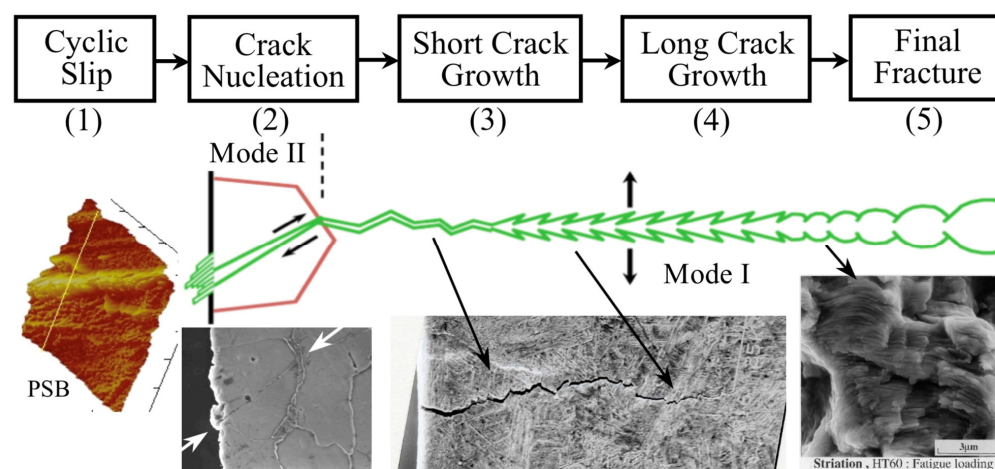 Cyclic
Slip
Crack
Nucleation
Short Crack
Growth
Long Crack
Growth
Final
Fracture
(1)
(2)
(3)
(4)
(5)
Mode II
Mode I
PSB
3μm
Striation , HT60 : Fatigue loading